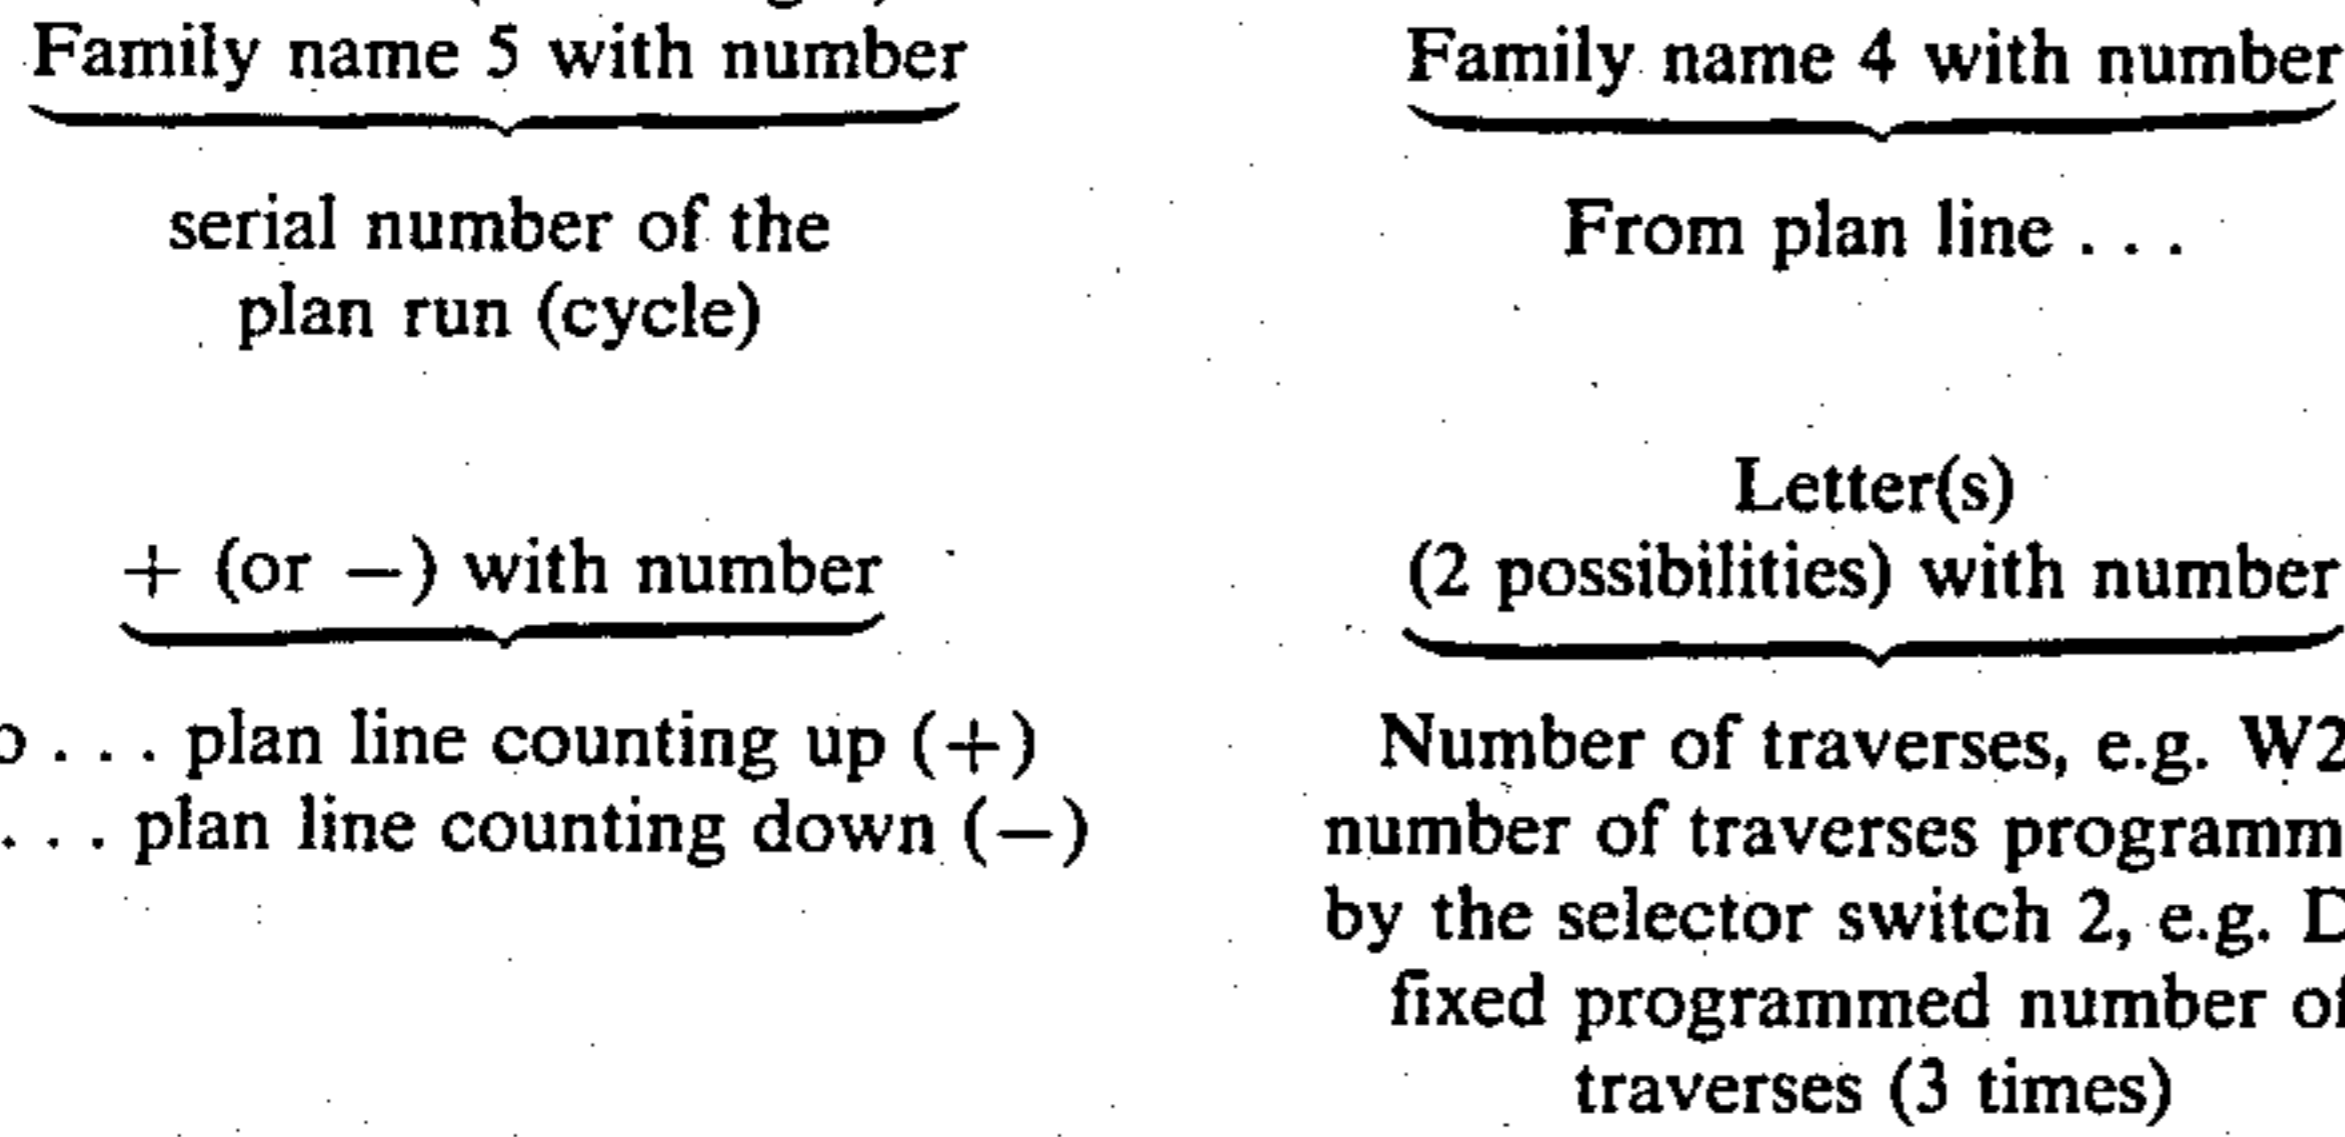 Family name 5 with number
serial number of the
plan run (cycle)
Family name 4 with number
From plan line . . .
+ (or −) with number
. . . plan line counting up (+)
. . . plan line counting down (−)
Letter(s)
(2 possibilities) with number
Number of traverses, e.g. W2
number of traverses
by the selector switch 2, e.g.
fixed programmed number
traverses (3 times)